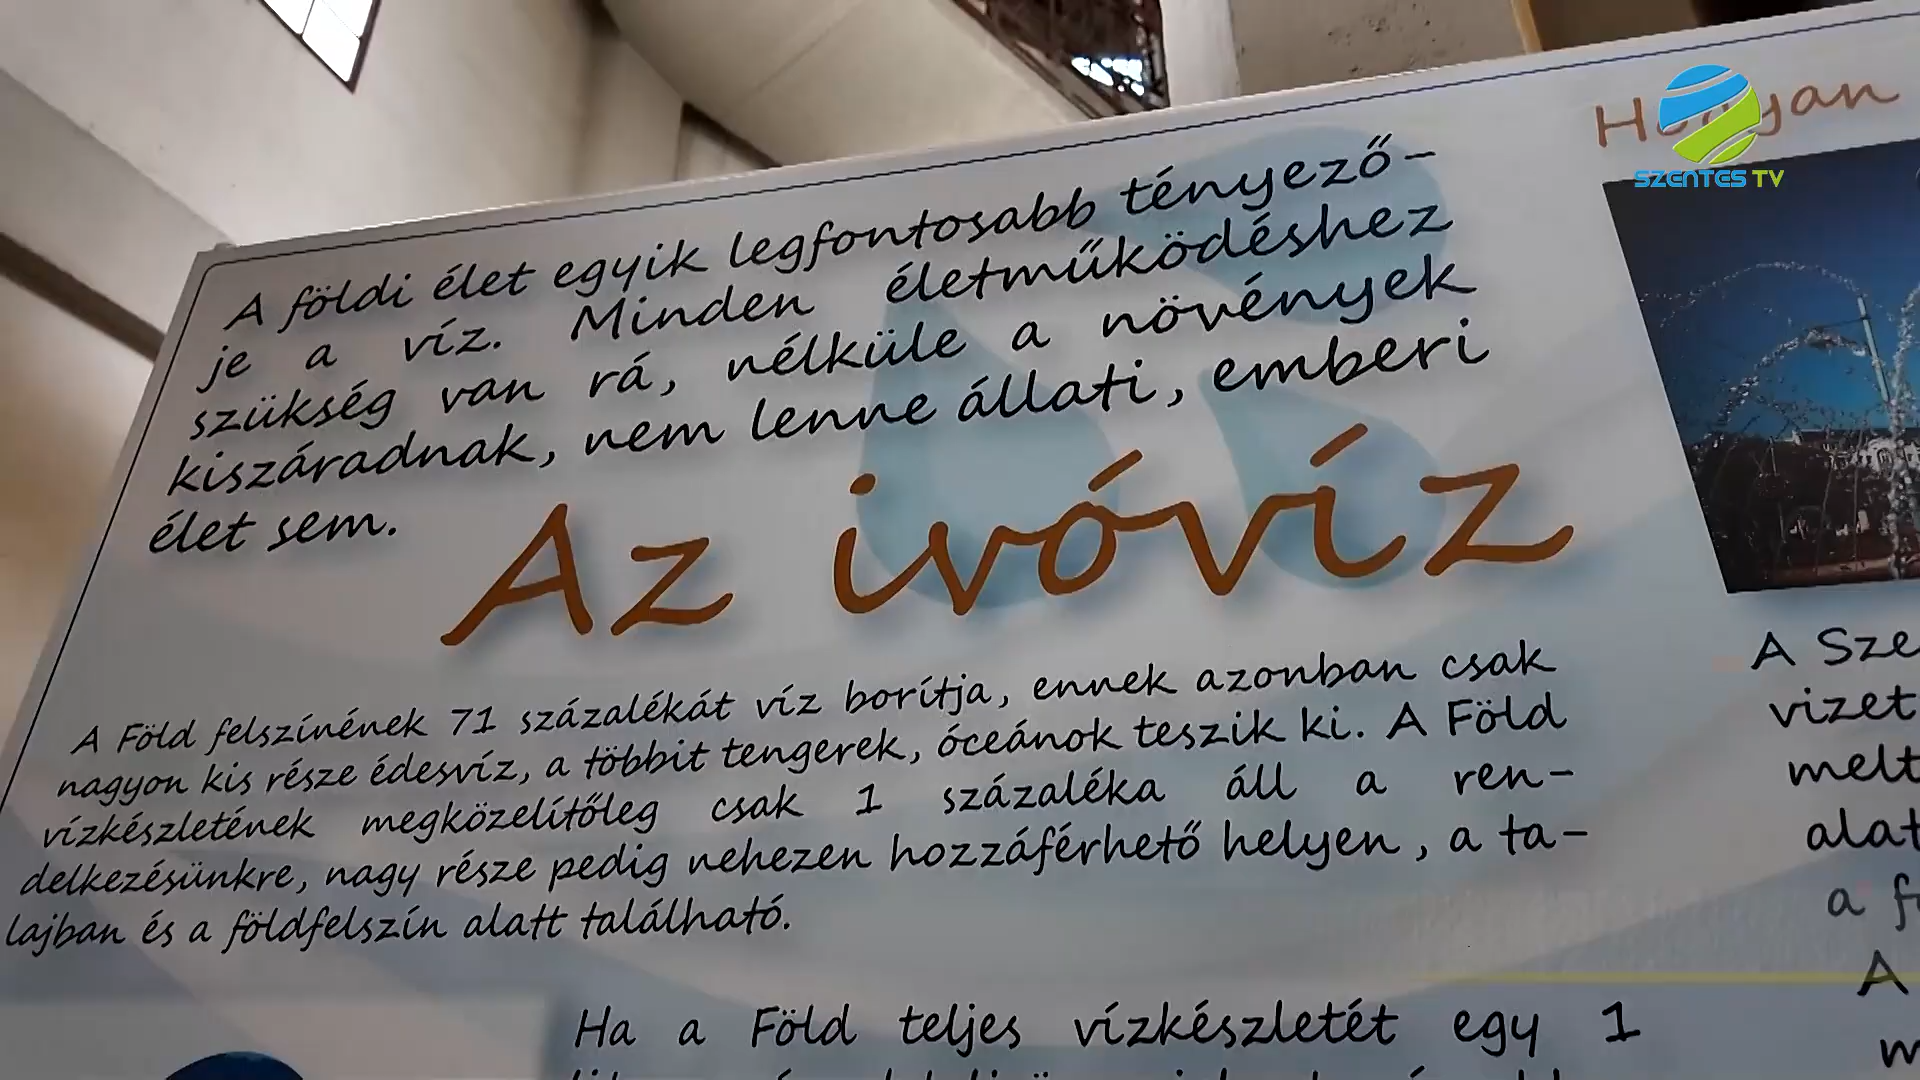 A földi élet egyik legfontosabb tényező-
je a víz. Minden életműködéshez
szükség van rá, nélküle a növények
kiszáradnak, nem lenne állati, emberi
élet sem.
Az ivóvíz
A Föld felszínének 71 százalékát víz borítja, ennek azonban csak
nagyon kis része édesvíz, a többit tengerek, óceánok teszik ki. A Föld
vízkészletének megközelítőleg csak 1 százaléka áll a ren-
delkezésünkre, nagy része pedig nehezen hozzáférhető helyen, a ta-
lajban és a földfelszín alatt található.
Ha a Föld teljes vízkészletét egy 1
SZENTES TV
A Sze
vizet
melt
alat
a f
A